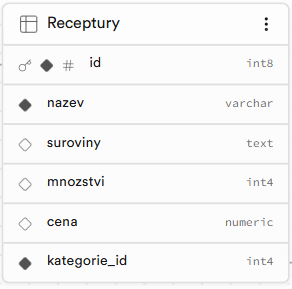 Receptury
# id int8
nazev varchar
suroviny text
mnozstvi int4
cena numeric
kategorie_id int4